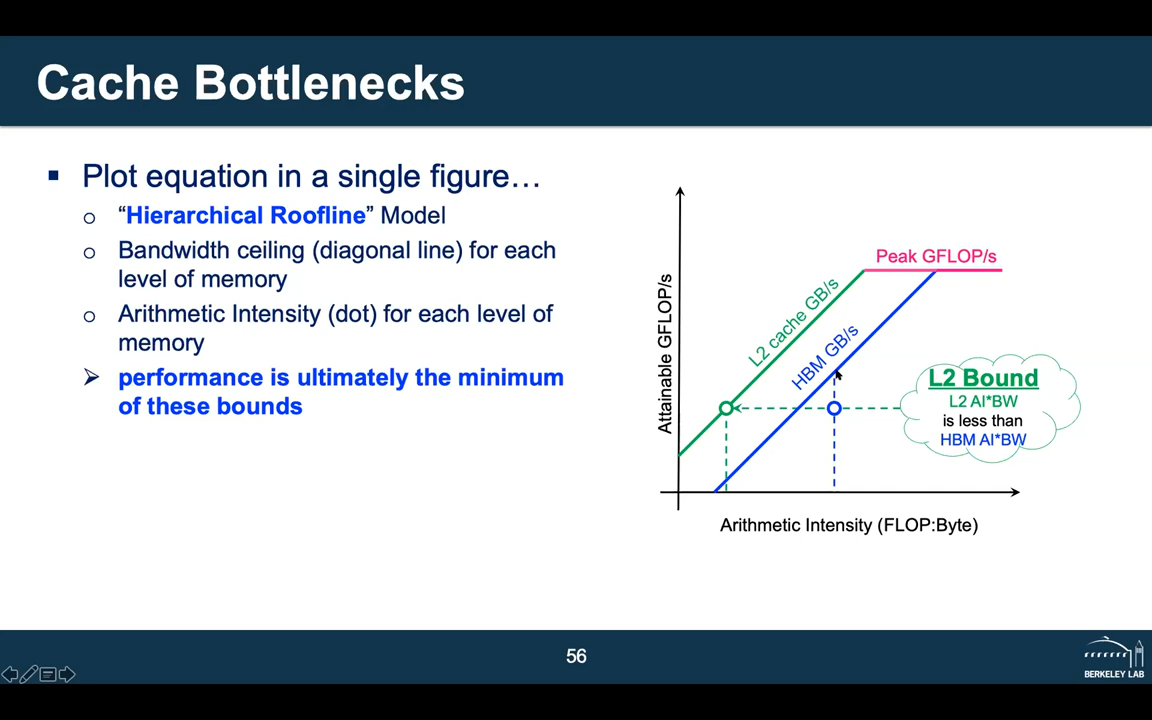 Cache Bottlenecks
▪ Plot equation in a single figure…
o “Hierarchical Roofline” Model
o Bandwidth ceiling (diagonal line) for each
level of memory
o Arithmetic Intensity (dot) for each level of
memory
➢ performance is ultimately the minimum
of these bounds
Attainable GFLOP/s
L2 cache GB/s
HBM GB/s
Peak GFLOP/s
L2 Bound
L2 AI*BW
is less than
HBM AI*BW
Arithmetic Intensity (FLOP:Byte)
56
BERKELEY LAB